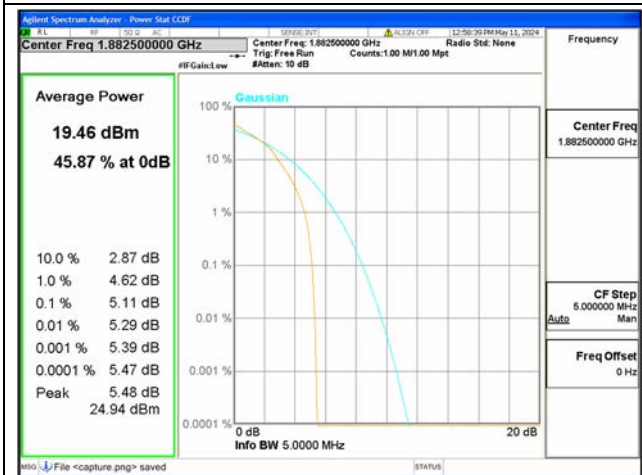 Agilent Spectrum Analyzer - Power Stat CCDF
RL RF 50 Ω AC SENSE:INT ALIGN OFF 12:58:39 PM May 11, 2024
Center Freq 1.882500000 GHz
Center Freq: 1.882500000 GHz Radio Std: None
Trig: Free Run Counts:1.00 M/1.00 Mpt
#IFGain:Low #Atten: 10 dB
Frequency
Average Power
19.46 dBm
45.87 % at 0dB
10.0 % 2.87 dB
1.0 % 4.62 dB
0.1 % 5.11 dB
0.01 % 5.29 dB
0.001 % 5.39 dB
0.0001 % 5.47 dB
Peak 5.48 dB
24.94 dBm
Gaussian
100 %
10 %
1 %
0.1 %
0.01 %
0.001 %
0.0001 %
0 dB 20 dB
Info BW 5.0000 MHz
Center Freq
1.882500000 GHz
CF Step
5.000000 MHz
Auto Man
Freq Offset
0 Hz
MSG File <capture.png> saved STATUS